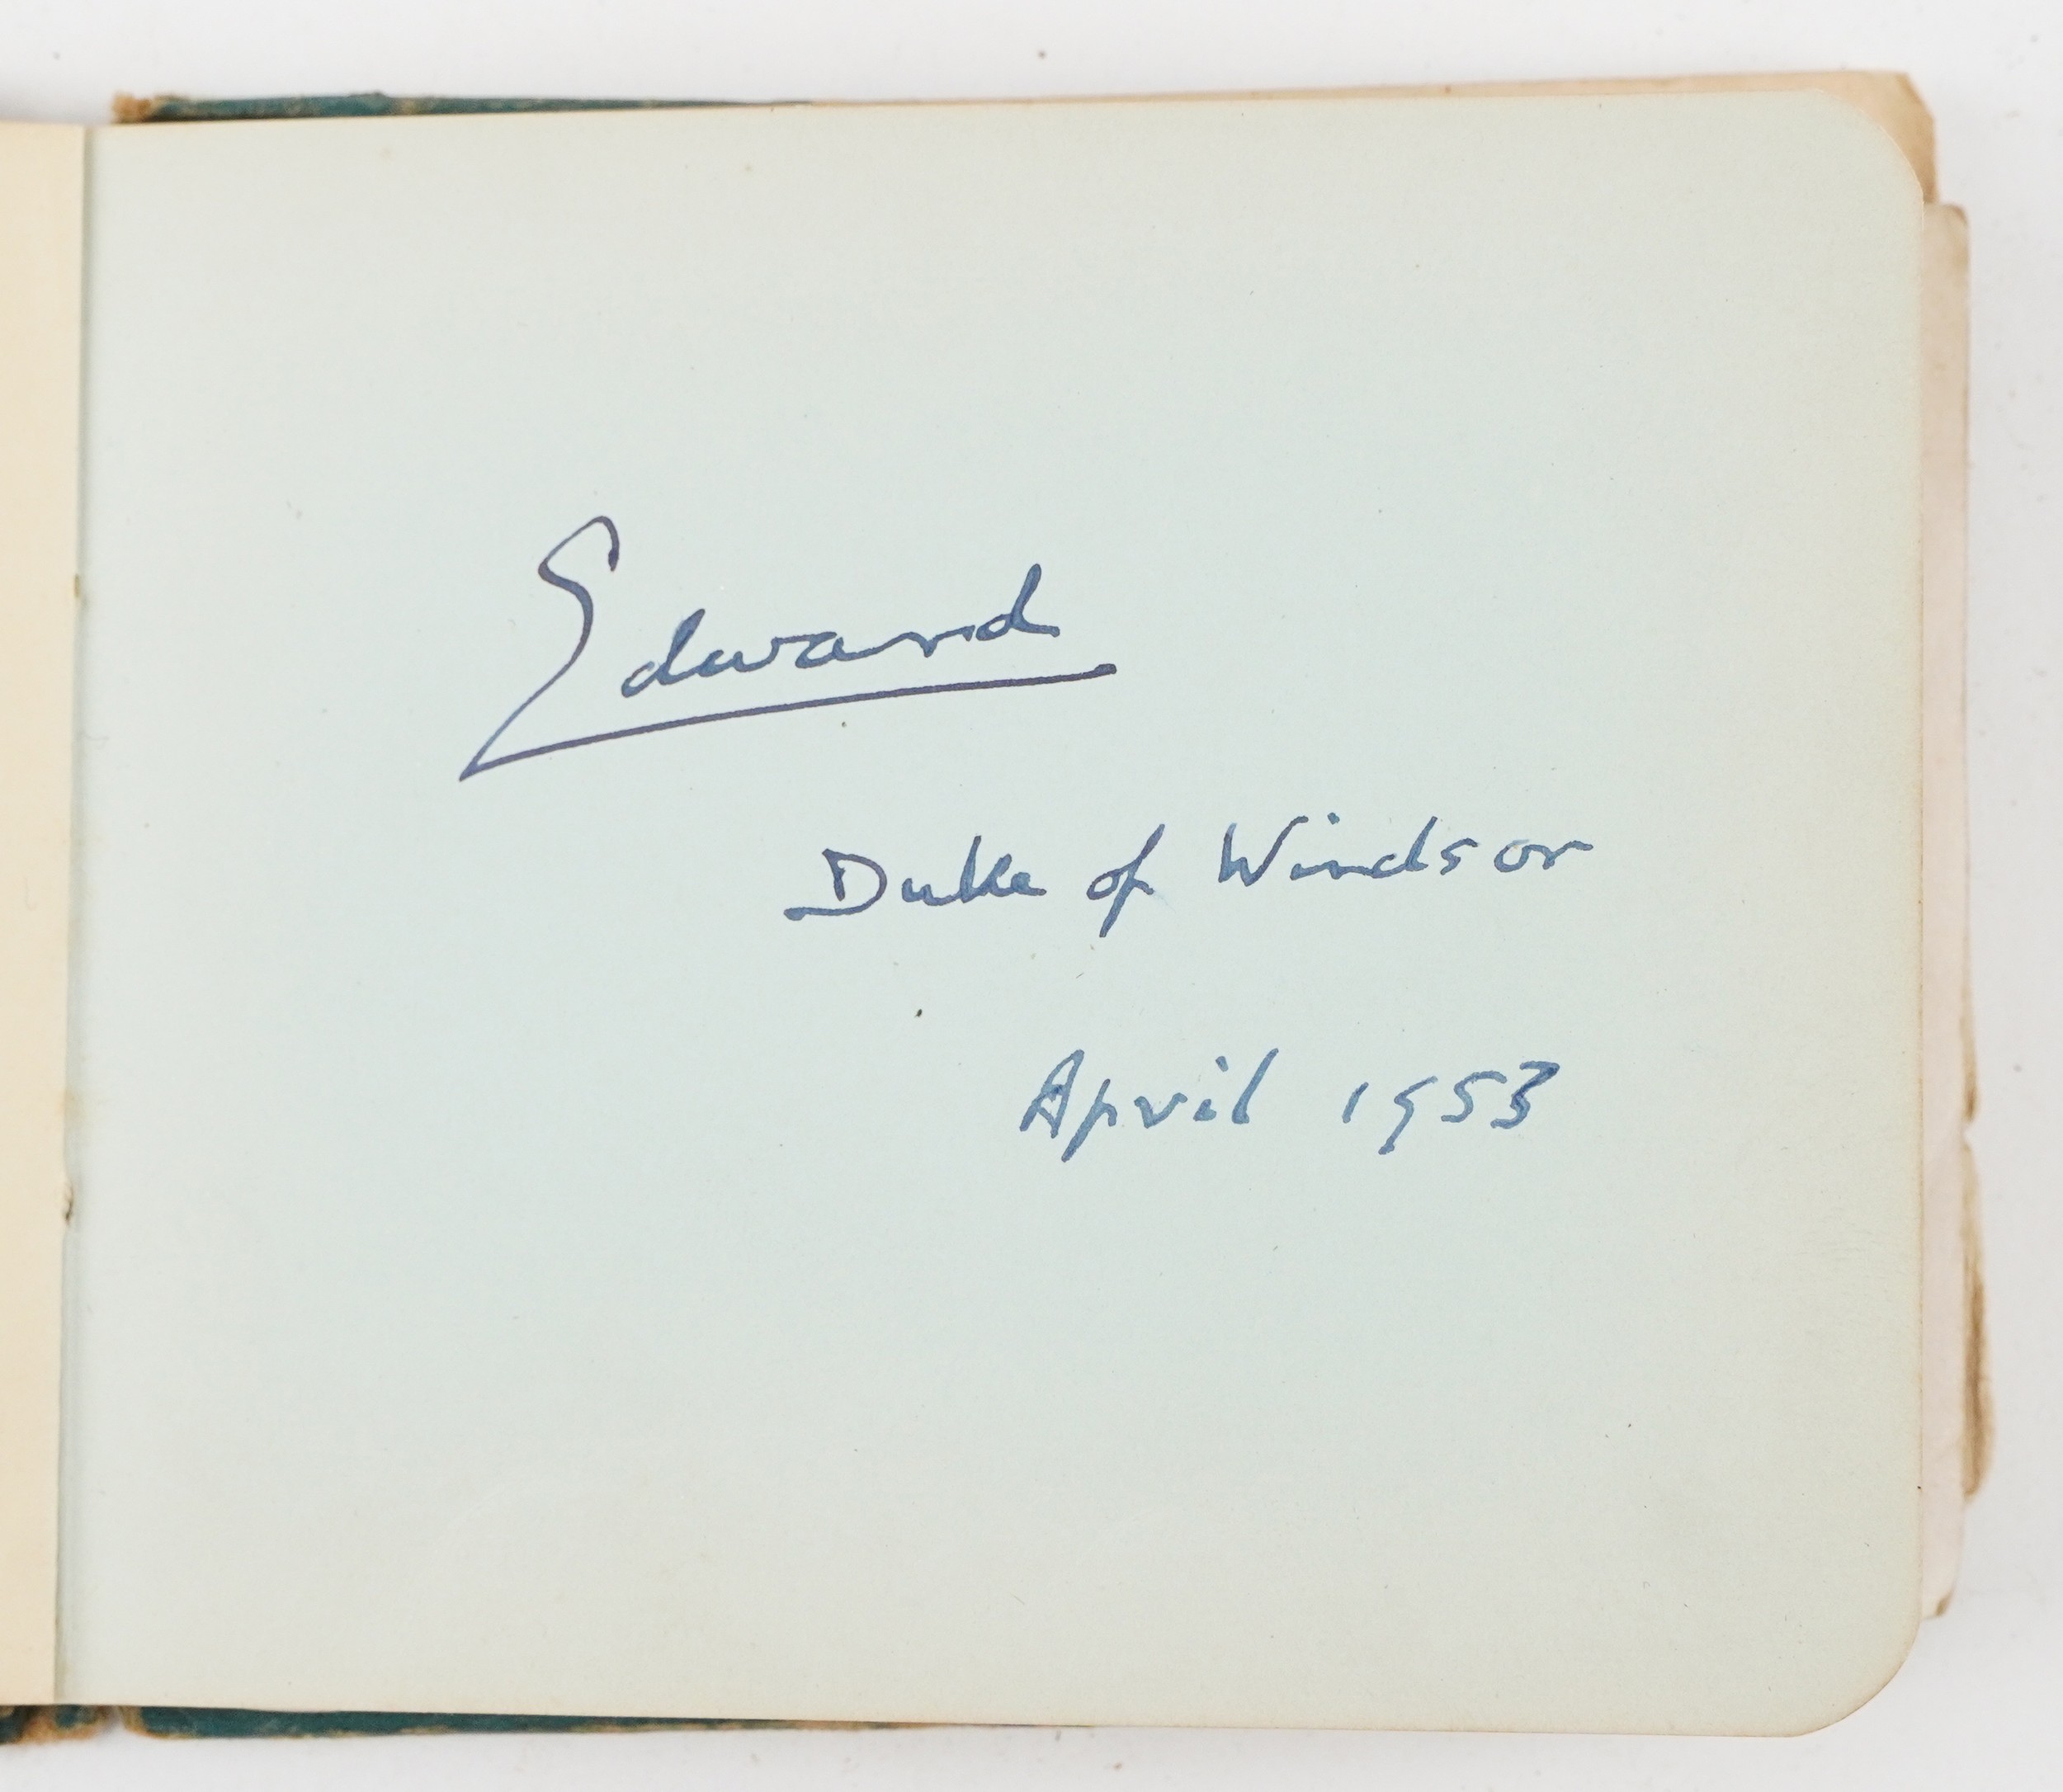 Edward
Duke of Windsor
April 1953